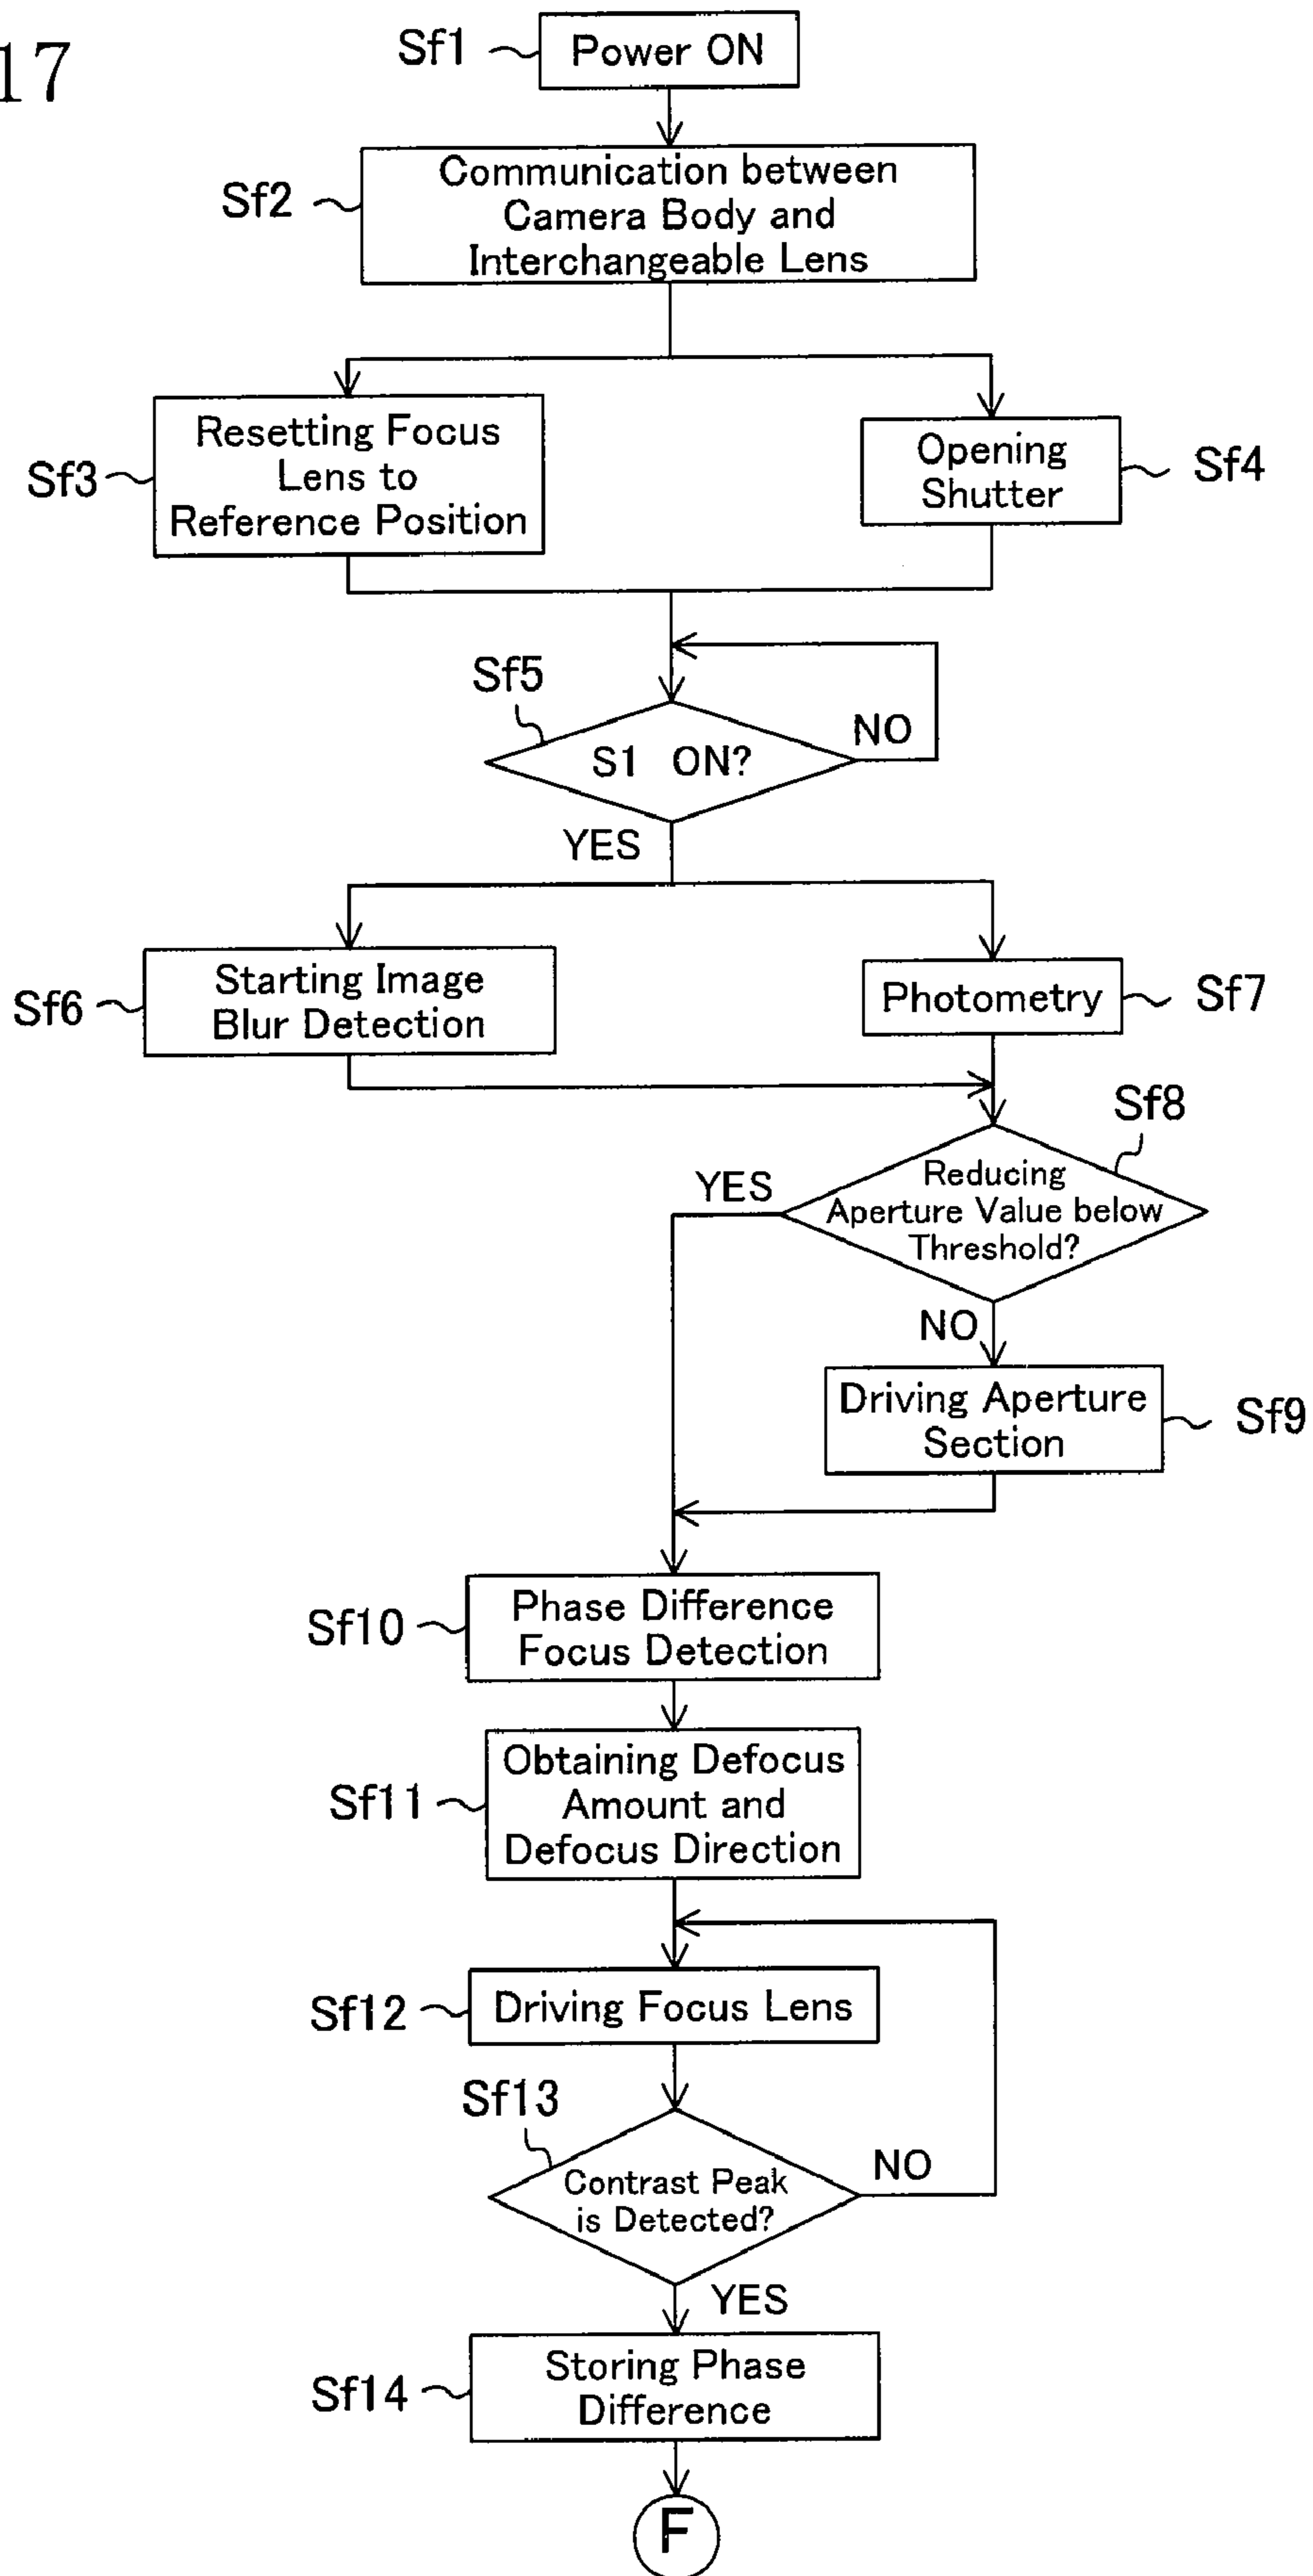 17
Sf1
Power ON
Sf2
Communication between
Camera Body and
Interchangeable Lens
Sf3
Resetting Focus
Lens to
Reference Position
Opening
Shutter
Sf4
Sf5
S1 ON?
NO
YES
Sf6
Starting Image
Blur Detection
Photometry
Sf7
Sf8
Reducing
Aperture Value below
Threshold?
YES
NO
Driving Aperture
Section
Sf9
Sf10
Phase Difference
Focus Detection
Sf11
Obtaining Defocus
Amount and
Defocus Direction
Sf12
Driving Focus Lens
Sf13
Contrast Peak
is Detected?
NO
YES
Sf14
Storing Phase
Difference
F